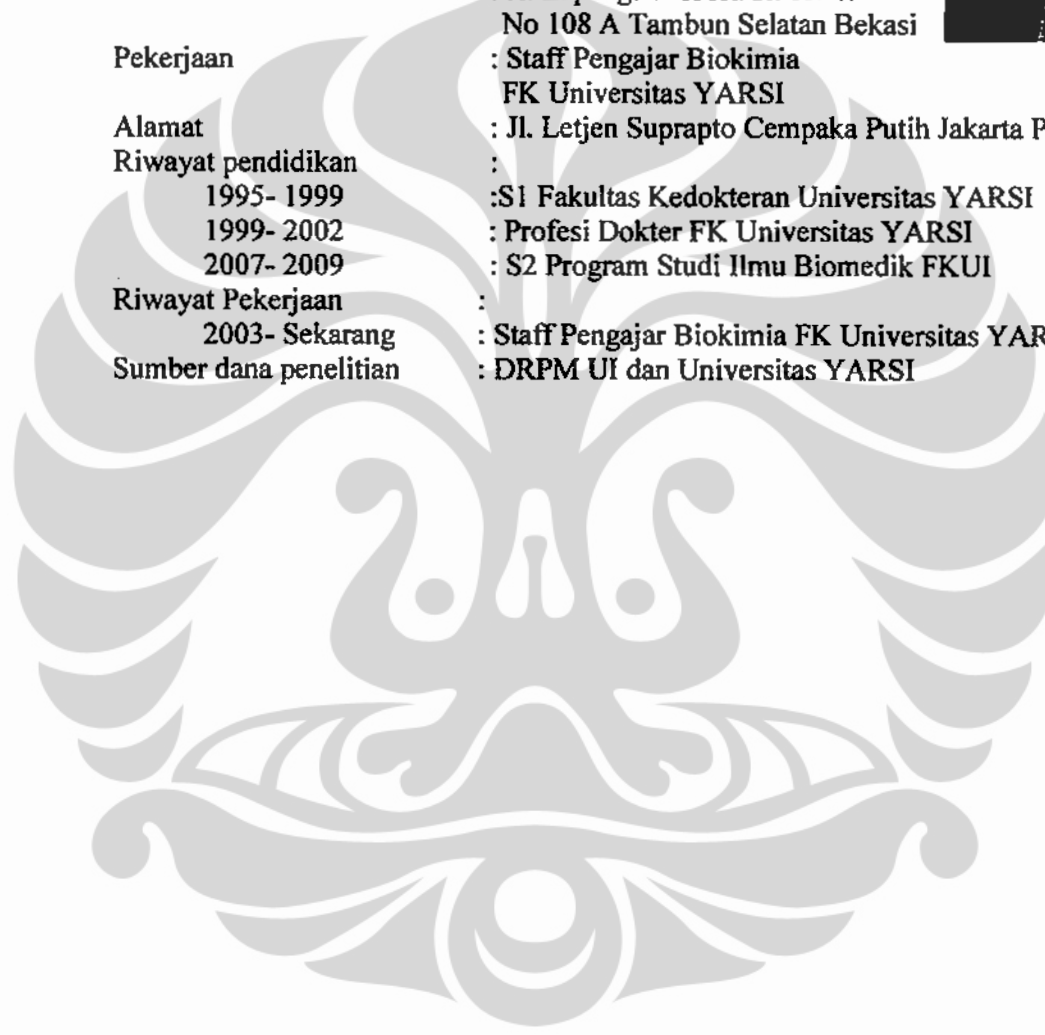 No 108 A Tambun Selatan Bekasi
Pekerjaan : Staff Pengajar Biokimia
FK Universitas YARSI
Alamat : Jl. Letjen Suprapto Cempaka Putih Jakarta P
Riwayat pendidikan :
1995- 1999 :S1 Fakultas Kedokteran Universitas YARSI
1999- 2002 : Profesi Dokter FK Universitas YARSI
2007- 2009 : S2 Program Studi Ilmu Biomedik FKUI
Riwayat Pekerjaan :
2003- Sekarang : Staff Pengajar Biokimia FK Universitas YAR
Sumber dana penelitian : DRPM UI dan Universitas YARSI